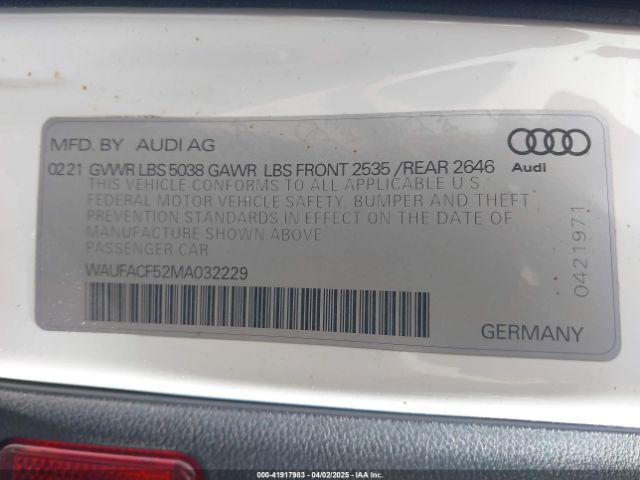 MFD. BY AUDI AG
Audi
02 21 GVWR LBS 5038 GAWR LBS FRONT 2535 /REAR 2646
THIS VEHICLE CONFORMS TO ALL APPLICABLE U.S.
FEDERAL MOTOR VEHICLE SAFETY, BUMPER AND THEFT
PREVENTION STANDARDS IN EFFECT ON THE DATE OF
MANUFACTURE SHOWN ABOVE
PASSENGER CAR
WAUFACF52MA032229
0421971
GERMANY
000-41917983 - 04/02/2025 - IAAI.com